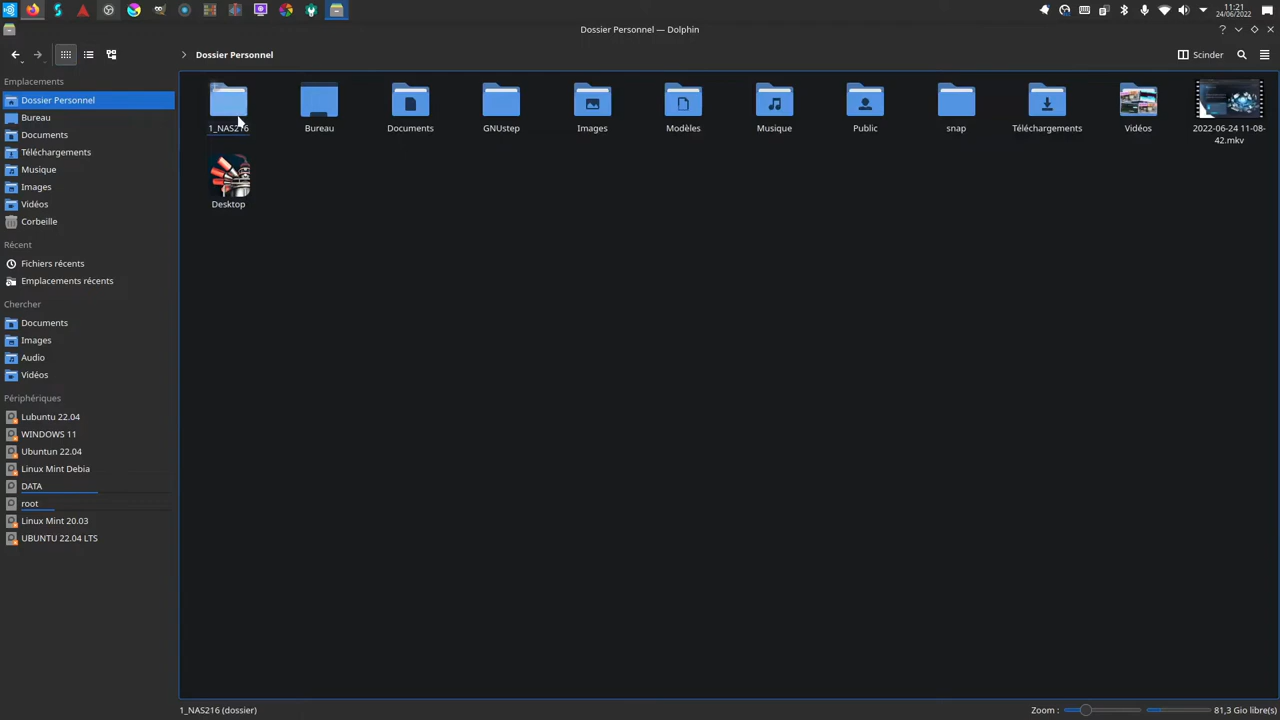 11:21
24/06/2022
Dossier Personnel — Dolphin
Dossier Personnel
Scinder
Emplacements
Dossier Personnel
Bureau
Documents
Téléchargements
Musique
Images
Vidéos
Corbeille
Récent
Fichiers récents
Emplacements récents
Chercher
Documents
Images
Audio
Vidéos
Périphériques
Lubuntu 22.04
WINDOWS 11
Ubuntun 22.04
Linux Mint Debia
DATA
root
Linux Mint 20.03
UBUNTU 22.04 LTS
1_NAS216
Bureau
Documents
GNUstep
Images
Modèles
Musique
Public
snap
Téléchargements
Vidéos
2022-06-24 11-08-
42.mkv
Desktop
1_NAS216 (dossier)
Zoom :
81,3 Gio libre(s)